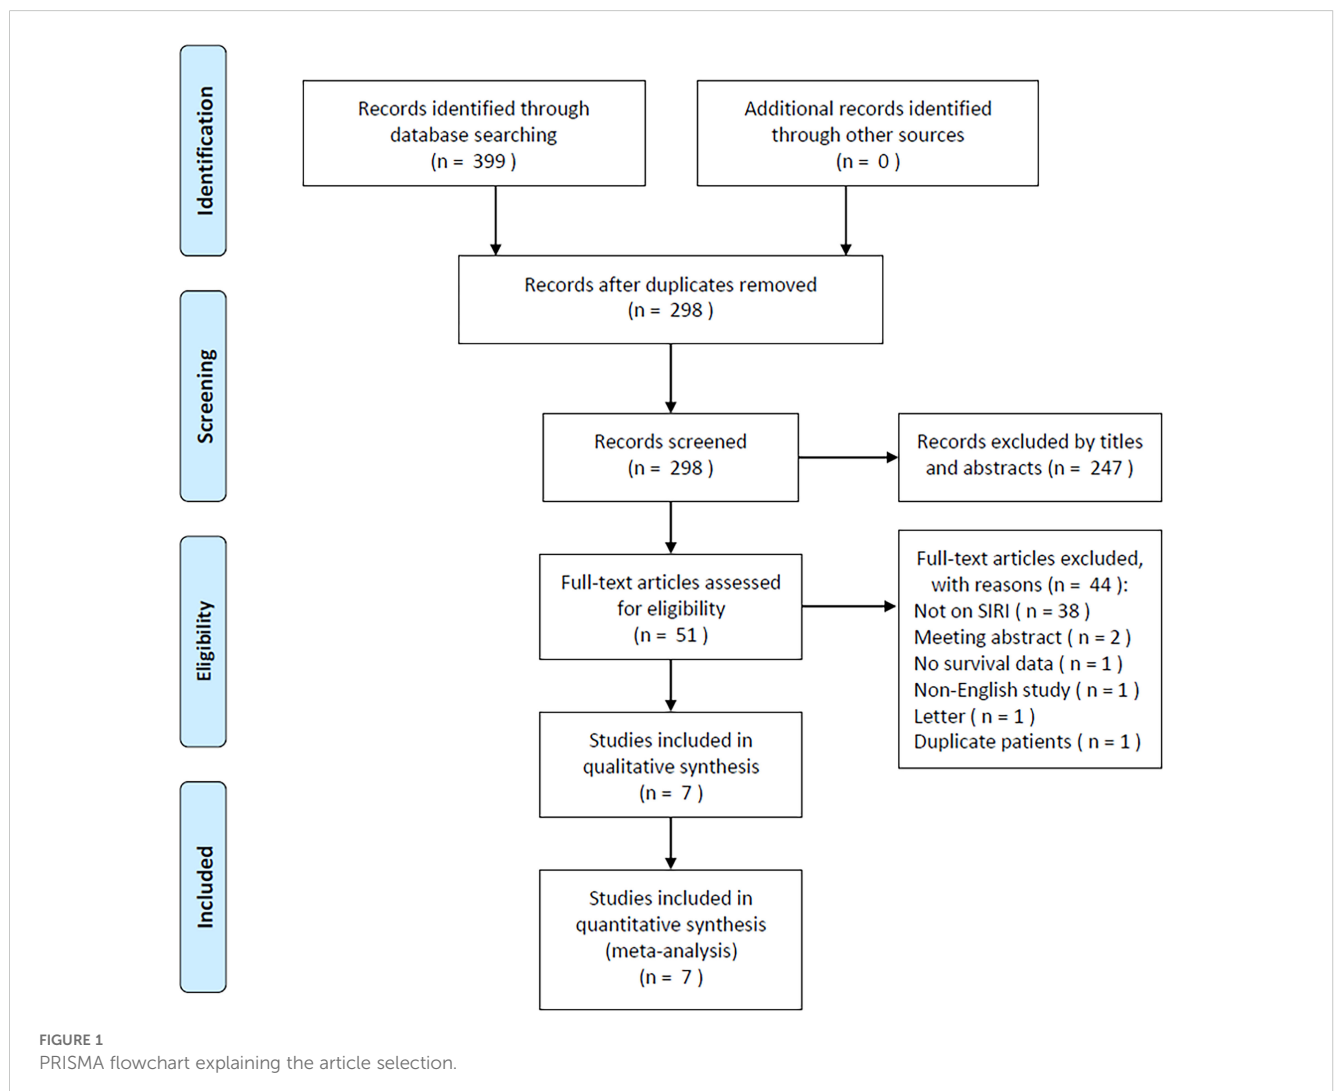 Identification
Records identified through
database searching
(n = 399 )
Additional records identified
through other sources
(n = 0 )
Records after duplicates removed
(n = 298 )
Screening
Records screened
(n = 298 )
Records excluded by titles
and abstracts (n = 247 )
Eligibility
Full-text articles assessed
for eligibility
(n = 51 )
Full-text articles excluded,
with reasons (n = 44 ):
Not on SIRI ( n = 38 )
Meeting abstract ( n = 2 )
No survival data ( n = 1 )
Non-English study ( n = 1 )
Letter ( n = 1 )
Duplicate patients ( n = 1 )
Studies included in
qualitative synthesis
(n = 7 )
Included
Studies included in
quantitative synthesis
(meta-analysis)
(n = 7 )
FIGURE 1
PRISMA flowchart explaining the article selection.